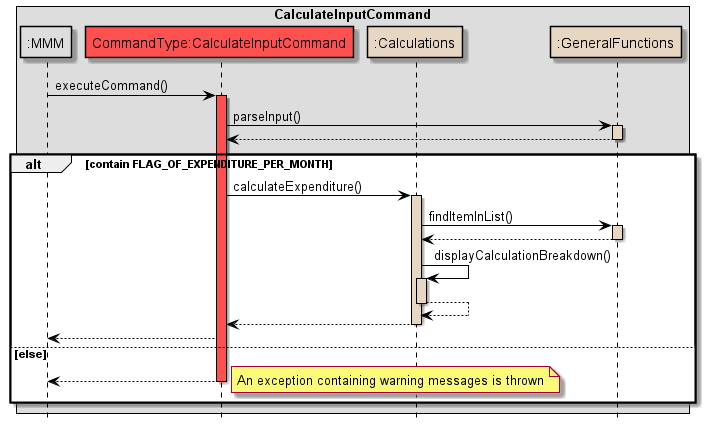 CalculateInputCommand
:MMM
CommandType:CalculateInputCommand
:Calculations
:GeneralFunctions
executeCommand()
parseInput()
alt
[contain FLAG_OF_EXPENDITURE_PER_MONTH]
calculateExpenditure()
findItemInList()
displayCalculationBreakdown()
[else]
An exception containing warning messages is thrown